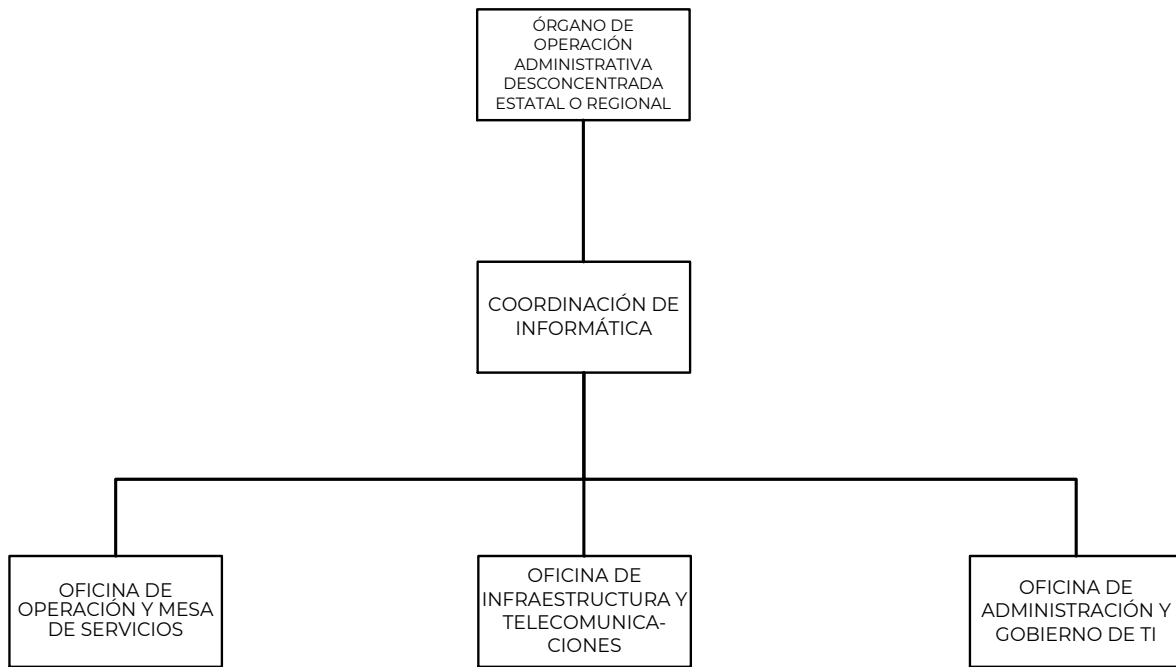 ÓRGANO DE
OPERACIÓN
ADMINISTRATIVA
DESCONCENTRADA
ESTATAL O REGIONAL
COORDINACIÓN DE
INFORMÁTICA
OFICINA DE
OPERACIÓN Y MESA
DE SERVICIOS
OFICINA DE
INFRAESTRUCTURA Y
TELECOMUNICA-
CIONES
OFICINA DE
ADMINISTRACIÓN Y
GOBIERNO DE TI